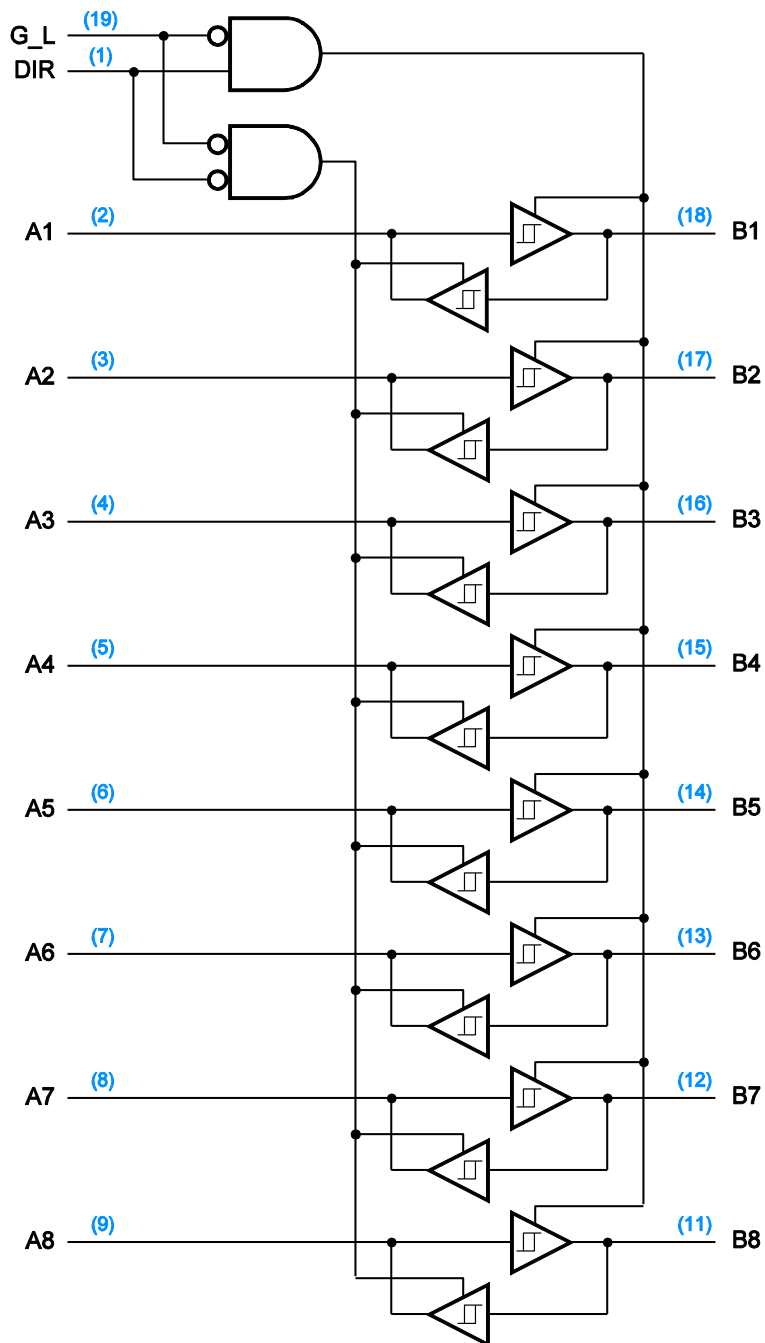 (19)
G_L
(1)
DIR
A1 (2) (18) B1
A2 (3) (17) B2
A3 (4) (16) B3
A4 (5) (15) B4
A5 (6) (14) B5
A6 (7) (13) B6
A7 (8) (12) B7
A8 (9) (11) B8